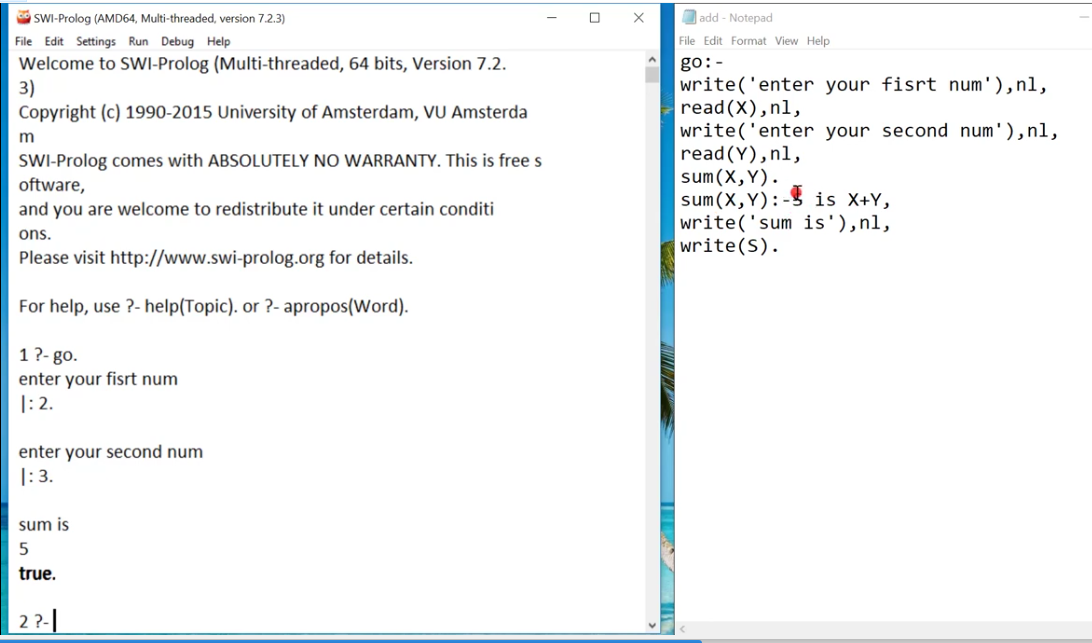 SWI-Prolog (AMD64, Multi-threaded, version 7.2.3)
File Edit Settings Run Debug Help
Welcome to SWI-Prolog (Multi-threaded, 64 bits, Version 7.2.
3)
Copyright (c) 1990-2015 University of Amsterdam, VU Amsterda
m
SWI-Prolog comes with ABSOLUTELY NO WARRANTY. This is free s
oftware,
and you are welcome to redistribute it under certain conditi
ons.
Please visit http://www.swi-prolog.org for details.
For help, use ?- help(Topic). or ?- apropos(Word).
1 ?- go.
enter your fisrt num
|: 2.
enter your second num
|: 3.
sum is
5
true.
2 ?-
add - Notepad
File Edit Format View Help
go:-
write('enter your fisrt num'),nl,
read(X),nl,
write('enter your second num'),nl,
read(Y),nl,
sum(X,Y).
sum(X,Y):-S is X+Y,
write('sum is'),nl,
write(S).